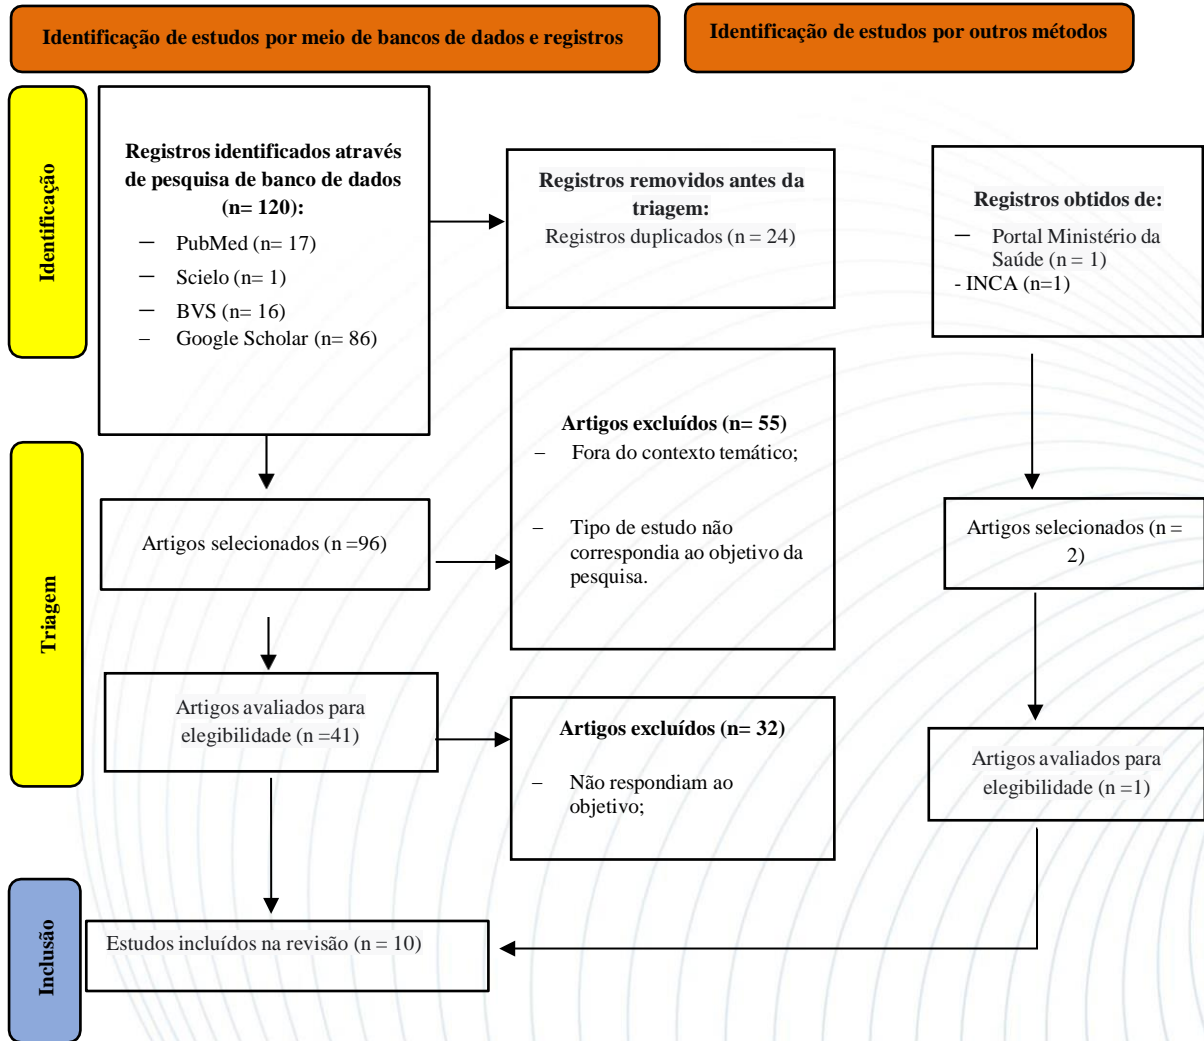 Identificação de estudos por meio de bancos de dados e registros
Identificação de estudos por outros métodos
Identificação
Registros identificados através
de pesquisa de banco de dados
(n= 120):
— PubMed (n= 17)
— Scielo (n= 1)
— BVS (n= 16)
– Google Scholar (n= 86)
Registros removidos antes da
triagem:
Registros duplicados (n = 24)
Registros obtidos de:
— Portal Ministério da
Saúde (n = 1)
- INCA (n=1)
Triagem
Artigos selecionados (n =96)
Artigos excluídos (n= 55)
– Fora do contexto temático;
– Tipo de estudo não
correspondia ao objetivo da
pesquisa.
Artigos selecionados (n =
2)
Artigos avaliados para
elegibilidade (n =41)
Artigos excluídos (n= 32)
– Não respondiam ao
objetivo;
Artigos avaliados para
elegibilidade (n =1)
Inclusão
Estudos incluídos na revisão (n = 10)